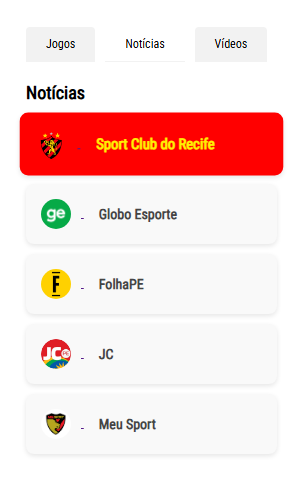 Jogos Notícias Vídeos
Notícias
- Sport Club do Recife
ge - Globo Esporte
F - FolhaPE
JC - JC
- Meu Sport